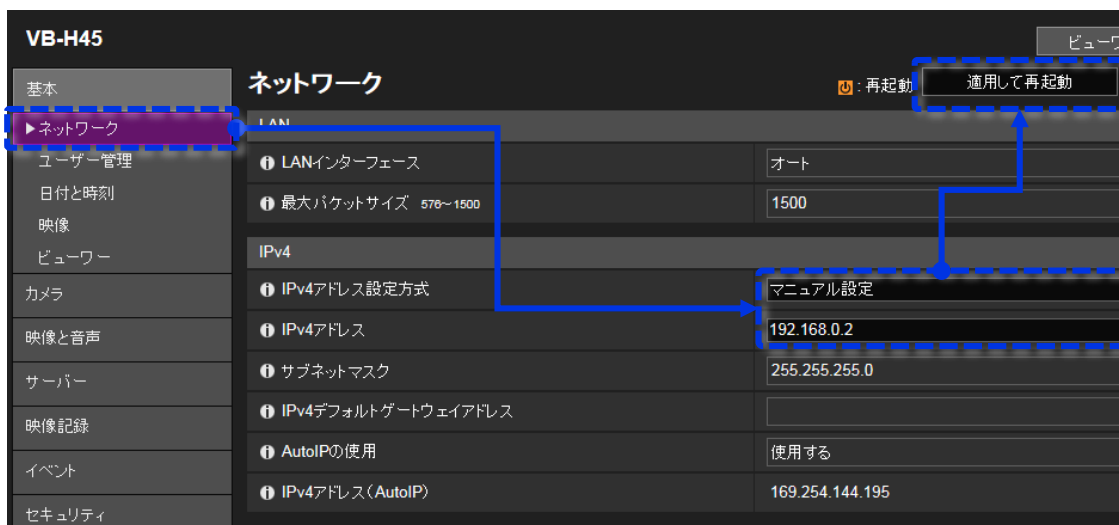 VB-H45
ビューワ
基本
ネットワーク
:再起動
適用して再起動
▶ネットワーク
ユーザー管理
日付と時刻
映像
ビューワー
カメラ
映像と音声
サーバー
映像記録
イベント
セキュリティ
LAN
LANインターフェース
オート
最大パケットサイズ 576~1500
1500
IPv4
IPv4アドレス設定方式
マニュアル設定
IPv4アドレス
192.168.0.2
サブネットマスク
255.255.255.0
IPv4デフォルトゲートウェイアドレス
AutoIPの使用
使用する
IPv4アドレス(AutoIP)
169.254.144.195